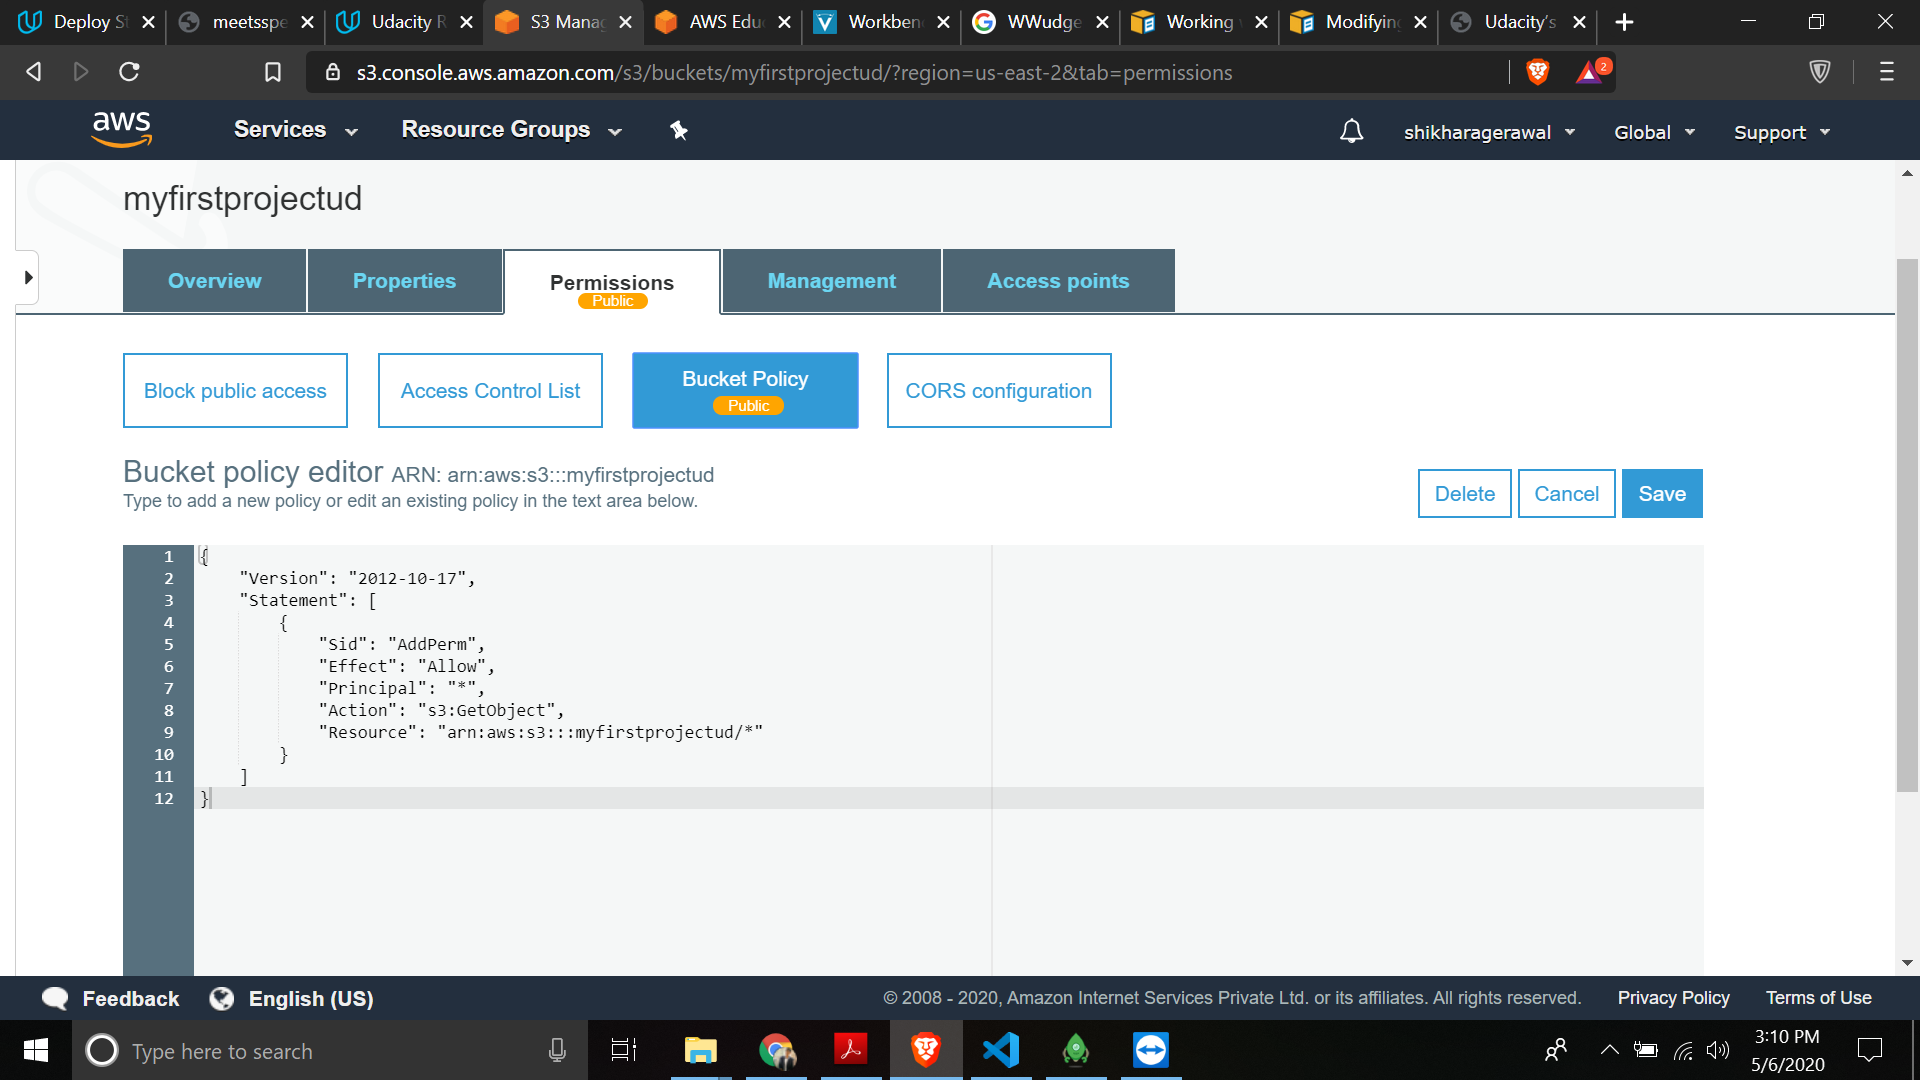 Deploy S
meetsspe
Udacity R
S3 Manag
AWS Edu
Workben
WWudge
Working
Modifyin
Udacity's
s3.console.aws.amazon.com/s3/buckets/myfirstprojectud/?region=us-east-2&tab=permissions
2
aws
Services
Resource Groups
shikharagerawal
Global
Support
myfirstprojectud
Overview
Properties
Permissions
Public
Management
Access points
Block public access
Access Control List
Bucket Policy
Public
CORS configuration
Bucket policy editor ARN: arn:aws:s3:::myfirstprojectud
Type to add a new policy or edit an existing policy in the text area below.
Delete
Cancel
Save
1 {
2 "Version": "2012-10-17",
3 "Statement": [
4 {
5 "Sid": "AddPerm",
6 "Effect": "Allow",
7 "Principal": "*",
8 "Action": "s3:GetObject",
9 "Resource": "arn:aws:s3:::myfirstprojectud/*"
10 }
11 ]
12 }
Feedback
English (US)
© 2008 - 2020, Amazon Internet Services Private Ltd. or its affiliates. All rights reserved.
Privacy Policy
Terms of Use
Type here to search
3:10 PM
5/6/2020